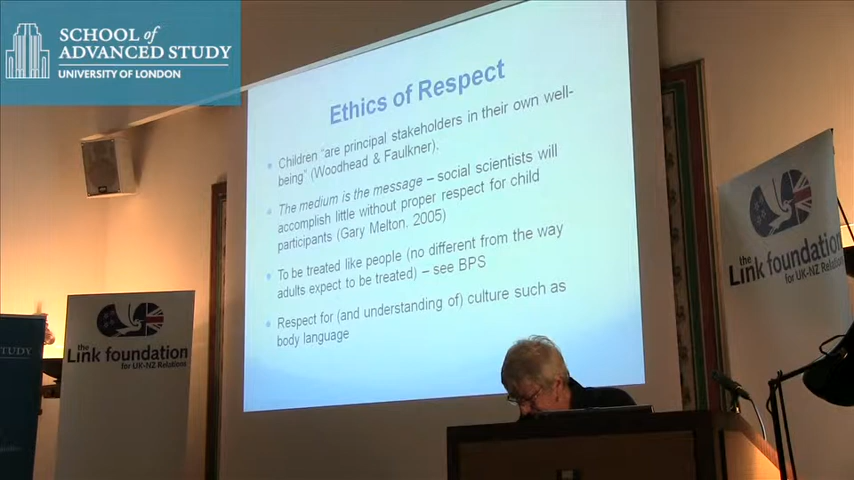 SCHOOL of
ADVANCED STUDY
UNIVERSITY OF LONDON
Ethics of Respect
• Children "are principal stakeholders in their own well-
being" (Woodhead & Faulkner).
• The medium is the message – social scientists will
accomplish little without proper respect for child
participants (Gary Melton, 2005)
• To be treated like people (no different from the way
adults expect to be treated) – see BPS
• Respect for (and understanding of) culture such as
body language
the
Link foundation
for UK-NZ Relations
the
Link foundation
for UK-NZ Relations
STUDY